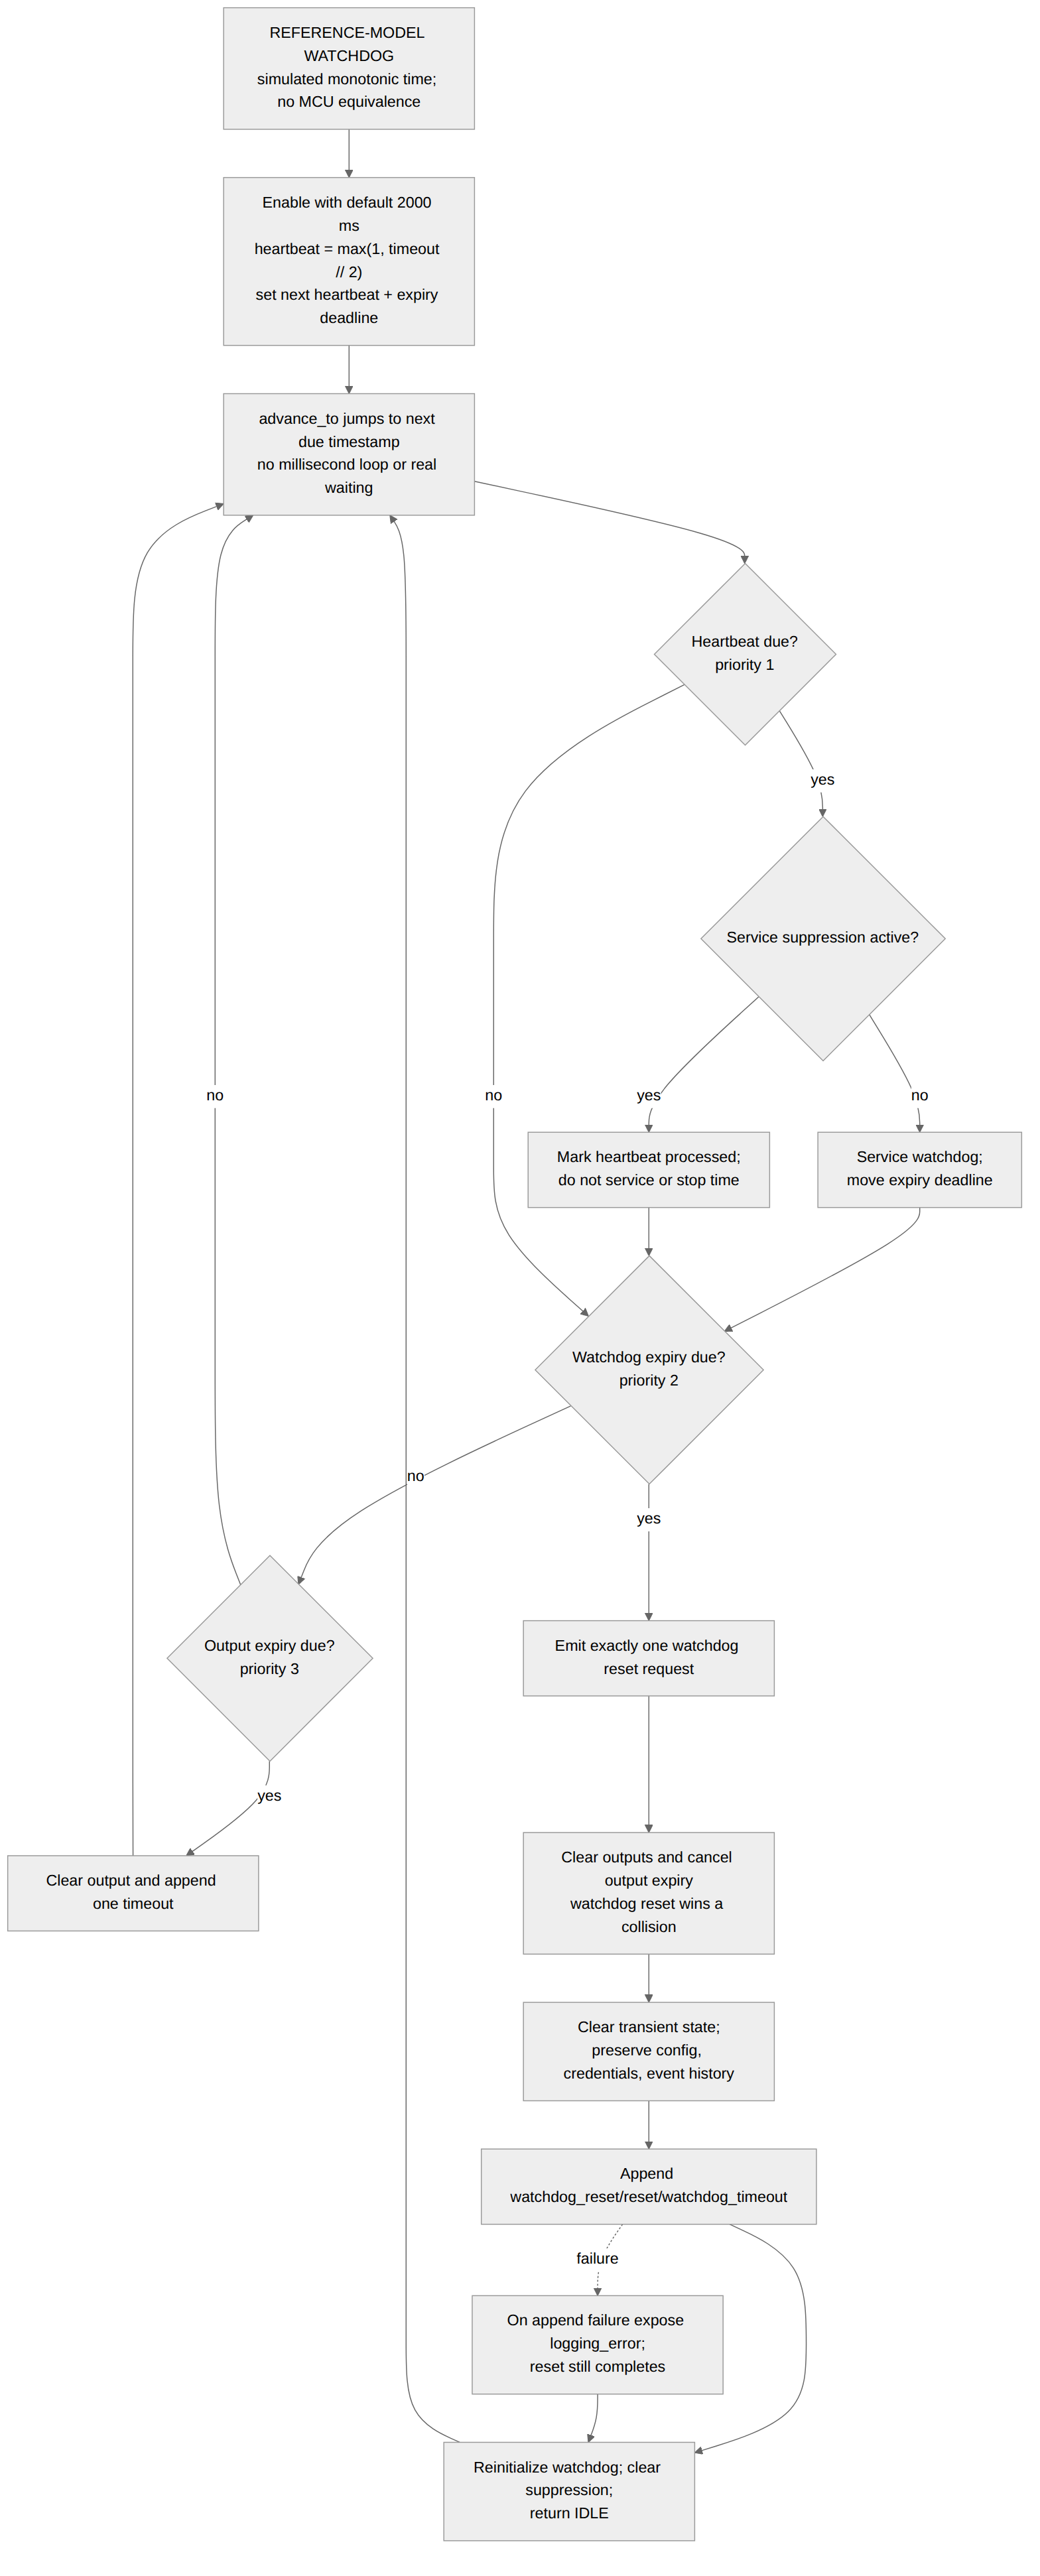 REFERENCE-MODEL
WATCHDOG
simulated monotonic time;
no MCU equivalence
Enable with default 2000
ms
heartbeat = max(1, timeout
// 2)
set next heartbeat + expiry
deadline
advance_to jumps to next
due timestamp
no millisecond loop or real
waiting
Heartbeat due?
priority 1
yes
Service suppression active?
no
no
yes
no
Mark heartbeat processed;
do not service or stop time
Service watchdog;
move expiry deadline
Watchdog expiry due?
priority 2
no
yes
Output expiry due?
priority 3
Emit exactly one watchdog
reset request
yes
Clear output and append
one timeout
Clear outputs and cancel
output expiry
watchdog reset wins a
collision
Clear transient state;
preserve config,
credentials, event history
Append
watchdog_reset/reset/watchdog_timeout
failure
On append failure expose
logging_error;
reset still completes
Reinitialize watchdog; clear
suppression;
return IDLE